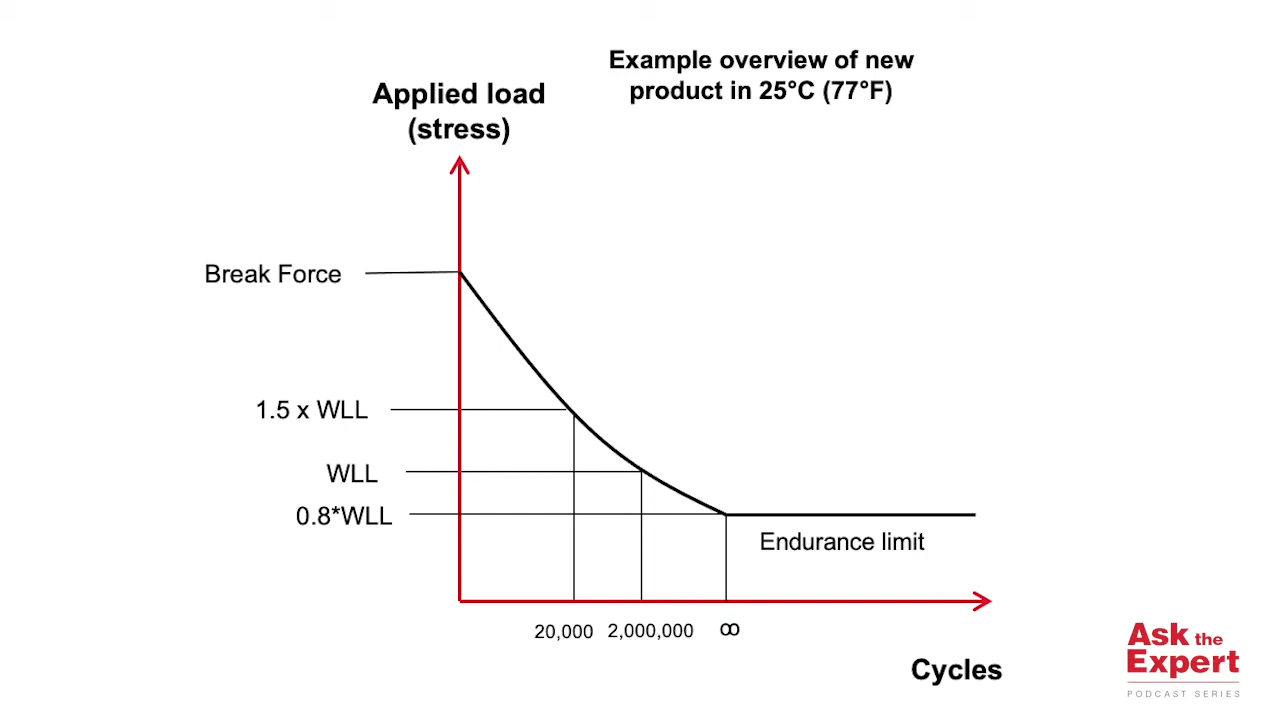 Example overview of new
product in 25°C (77°F)
Applied load
(stress)
Break Force
1.5 x WLL
WLL
0.8*WLL
Endurance limit
20,000 2,000,000 ∞
Cycles
Ask the
Expert
PODCAST SERIES